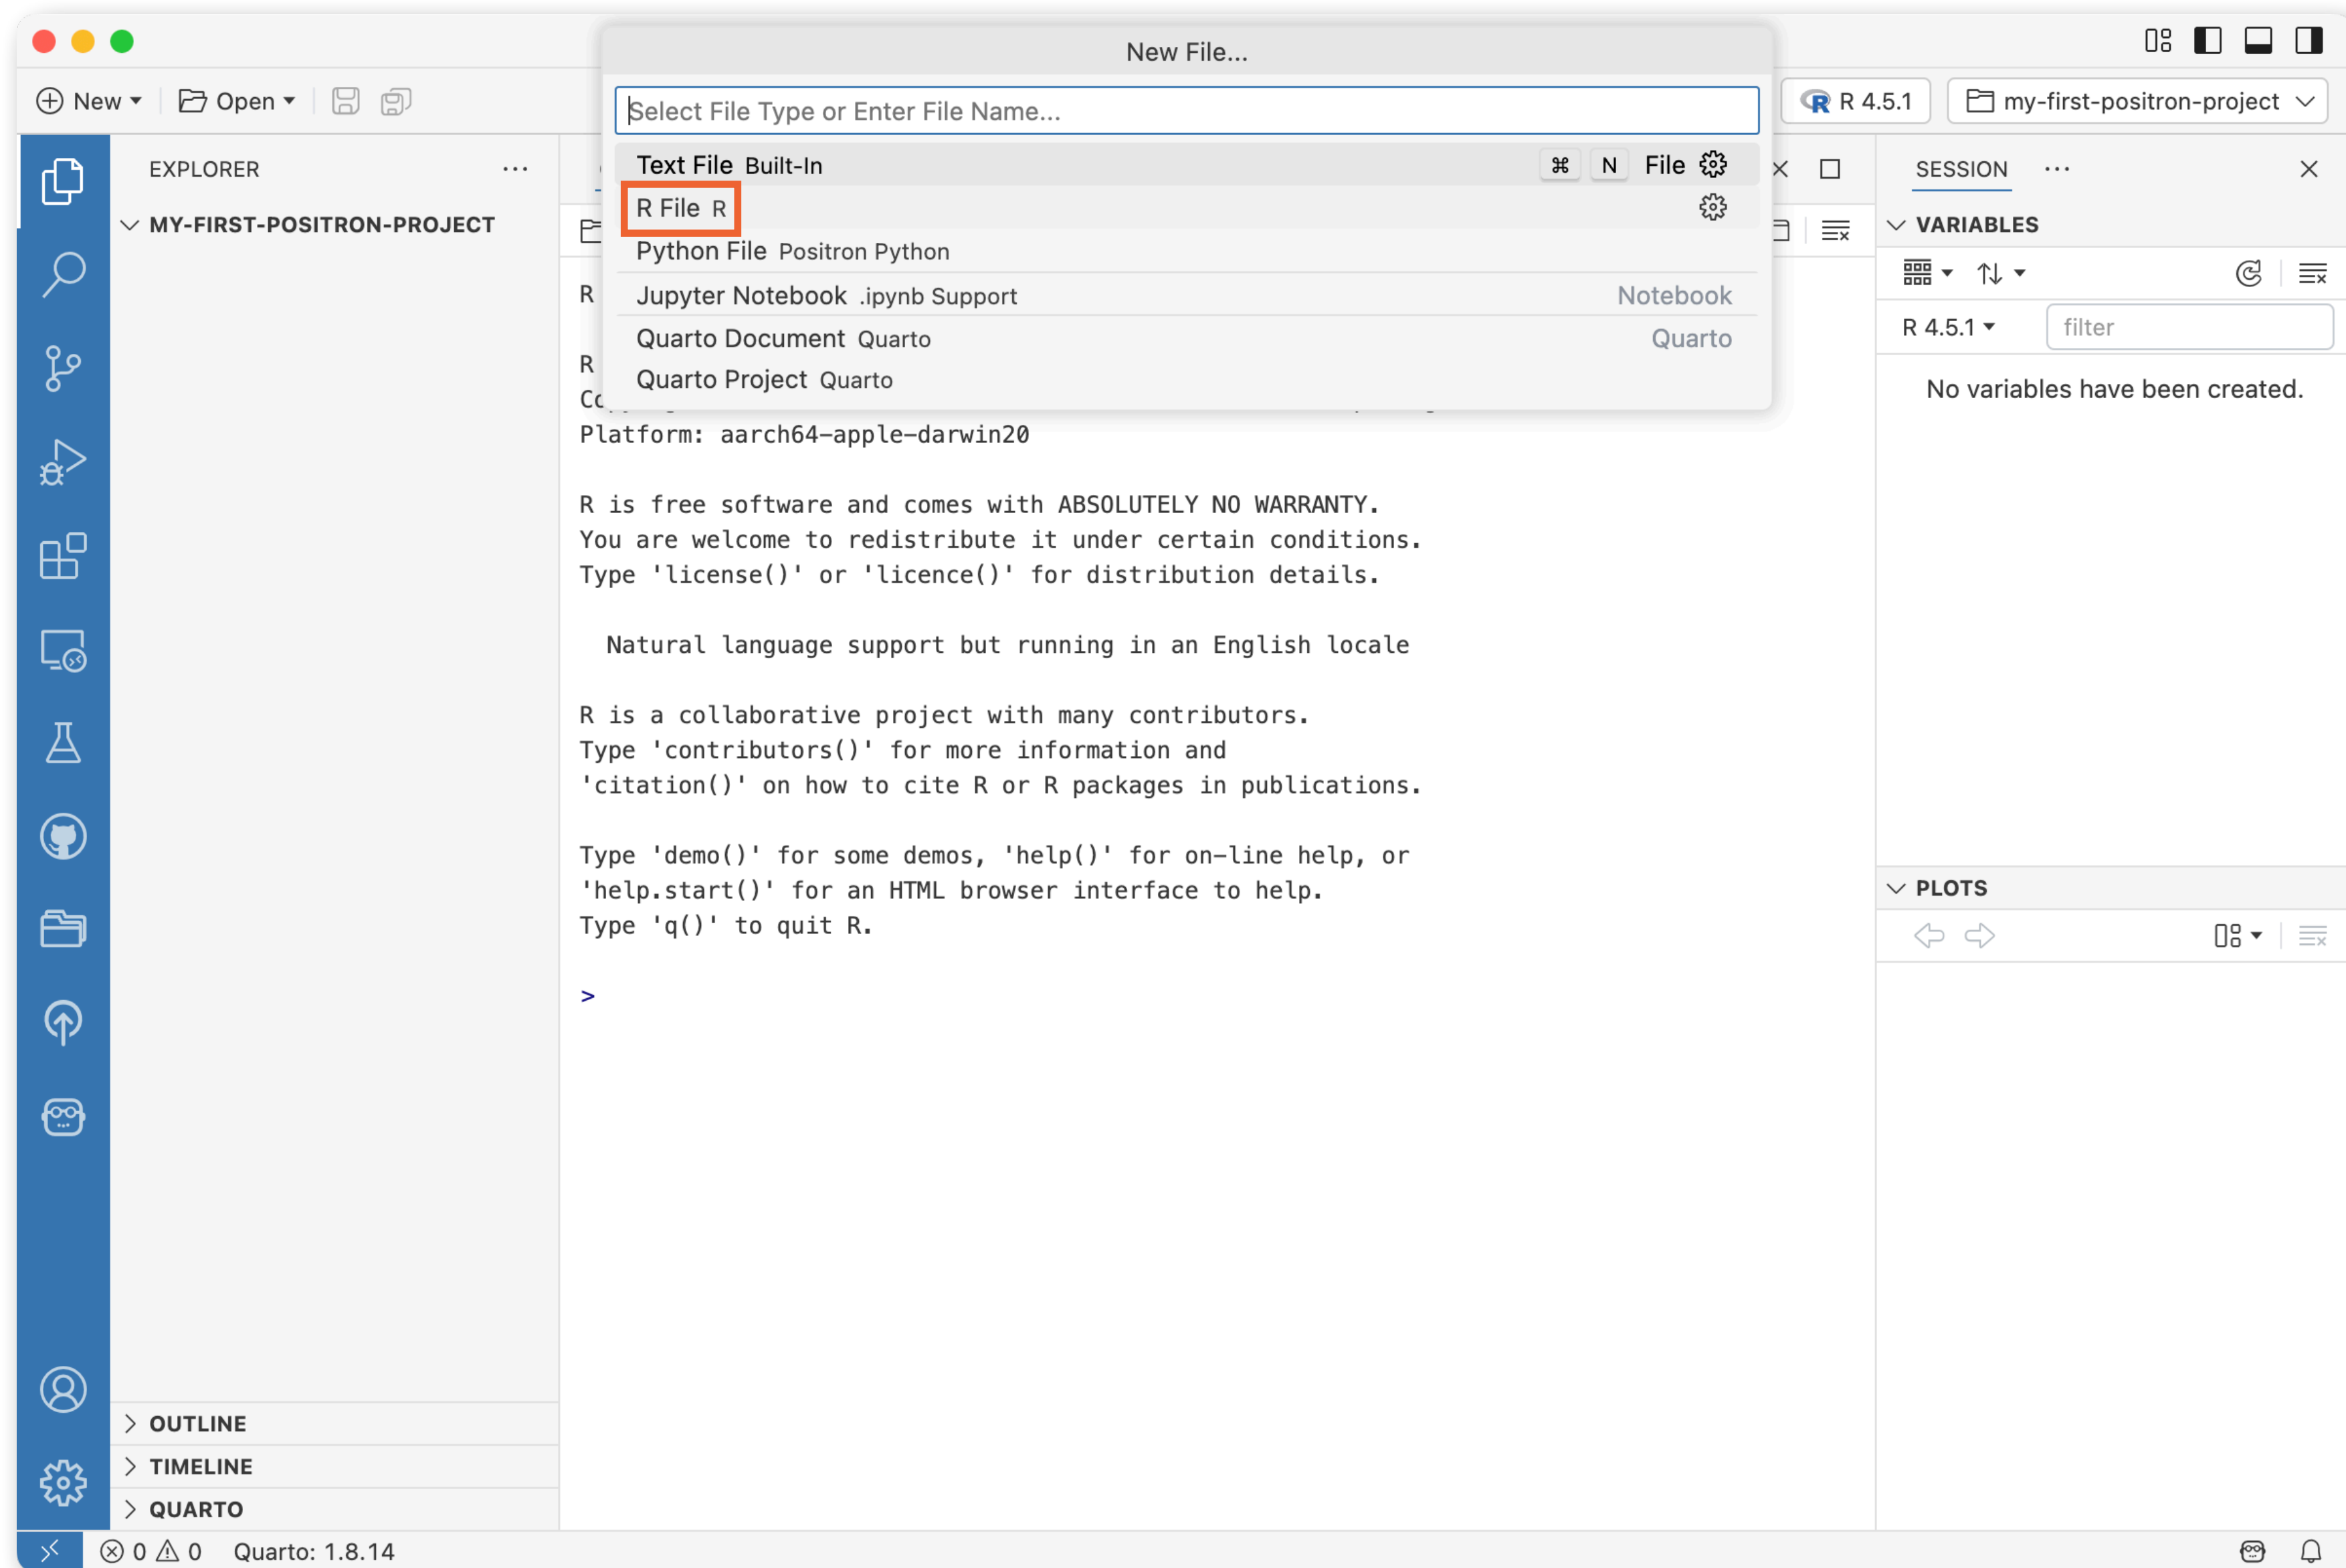 New File...
New Open
Select File Type or Enter File Name...
R 4.5.1 my-first-positron-project
EXPLORER
MY-FIRST-POSITRON-PROJECT
Text File Built-In ⌘ N File
R File R
Python File Positron Python
Jupyter Notebook .ipynb Support Notebook
Quarto Document Quarto Quarto
Quarto Project Quarto
R
R
Platform: aarch64-apple-darwin20
R is free software and comes with ABSOLUTELY NO WARRANTY.
You are welcome to redistribute it under certain conditions.
Type 'license()' or 'licence()' for distribution details.
Natural language support but running in an English locale
R is a collaborative project with many contributors.
Type 'contributors()' for more information and
'citation()' on how to cite R or R packages in publications.
Type 'demo()' for some demos, 'help()' for on-line help, or
'help.start()' for an HTML browser interface to help.
Type 'q()' to quit R.
>
SESSION
VARIABLES
R 4.5.1 filter
No variables have been created.
PLOTS
OUTLINE
TIMELINE
QUARTO
0 0 Quarto: 1.8.14